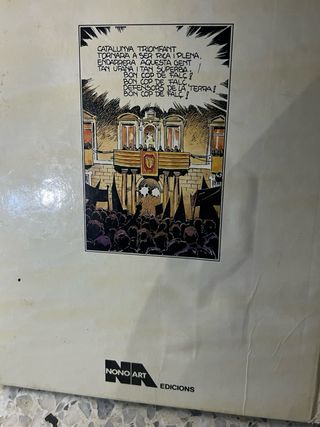 CATALUNYA TRIOMFANT
TORNARÀ A SER RICA I PLENA.
ENDARRERA AQUESTA GENT
TAN UFANA I TAN SUPERBA.
BON COP DE FALÇ!
BON COP DE FALÇ,
DEFENSORS DE LA TERRA!
BON COP DE FALÇ!
NA
NONO ART
EDICIONS